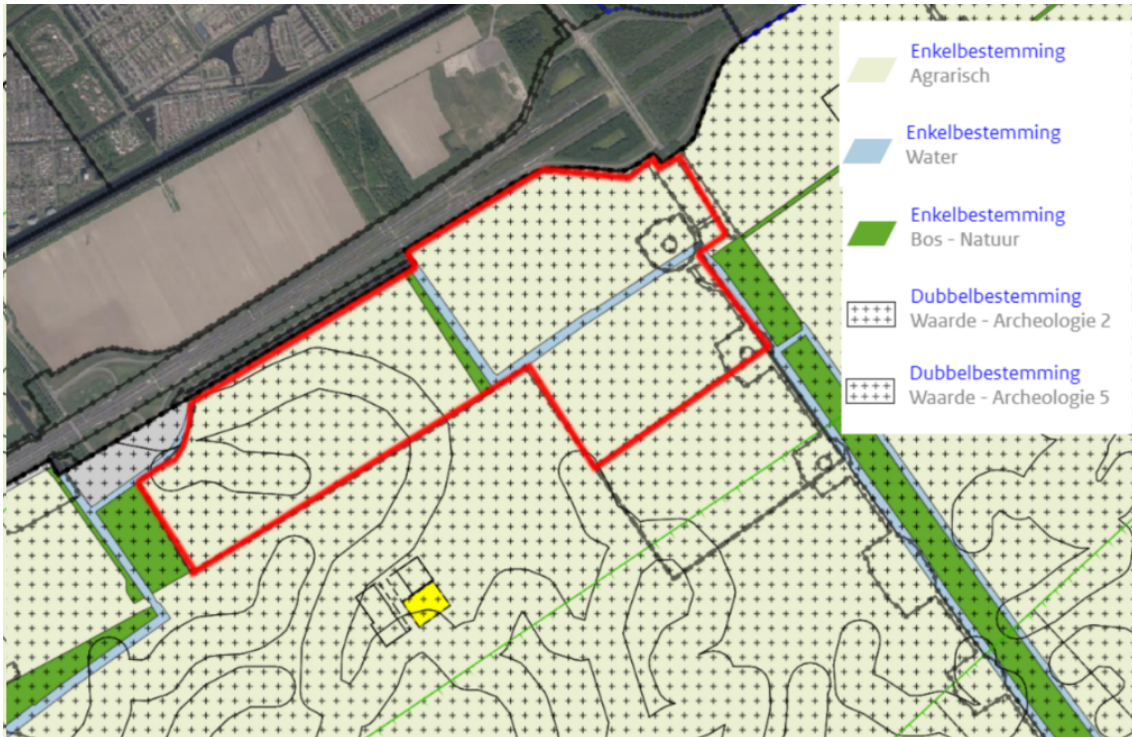 Enkelbestemming
Agrarisch
Enkelbestemming
Water
Enkelbestemming
Bos - Natuur
Dubbelbestemming
Waarde - Archeologie 2
Dubbelbestemming
Waarde - Archeologie 5